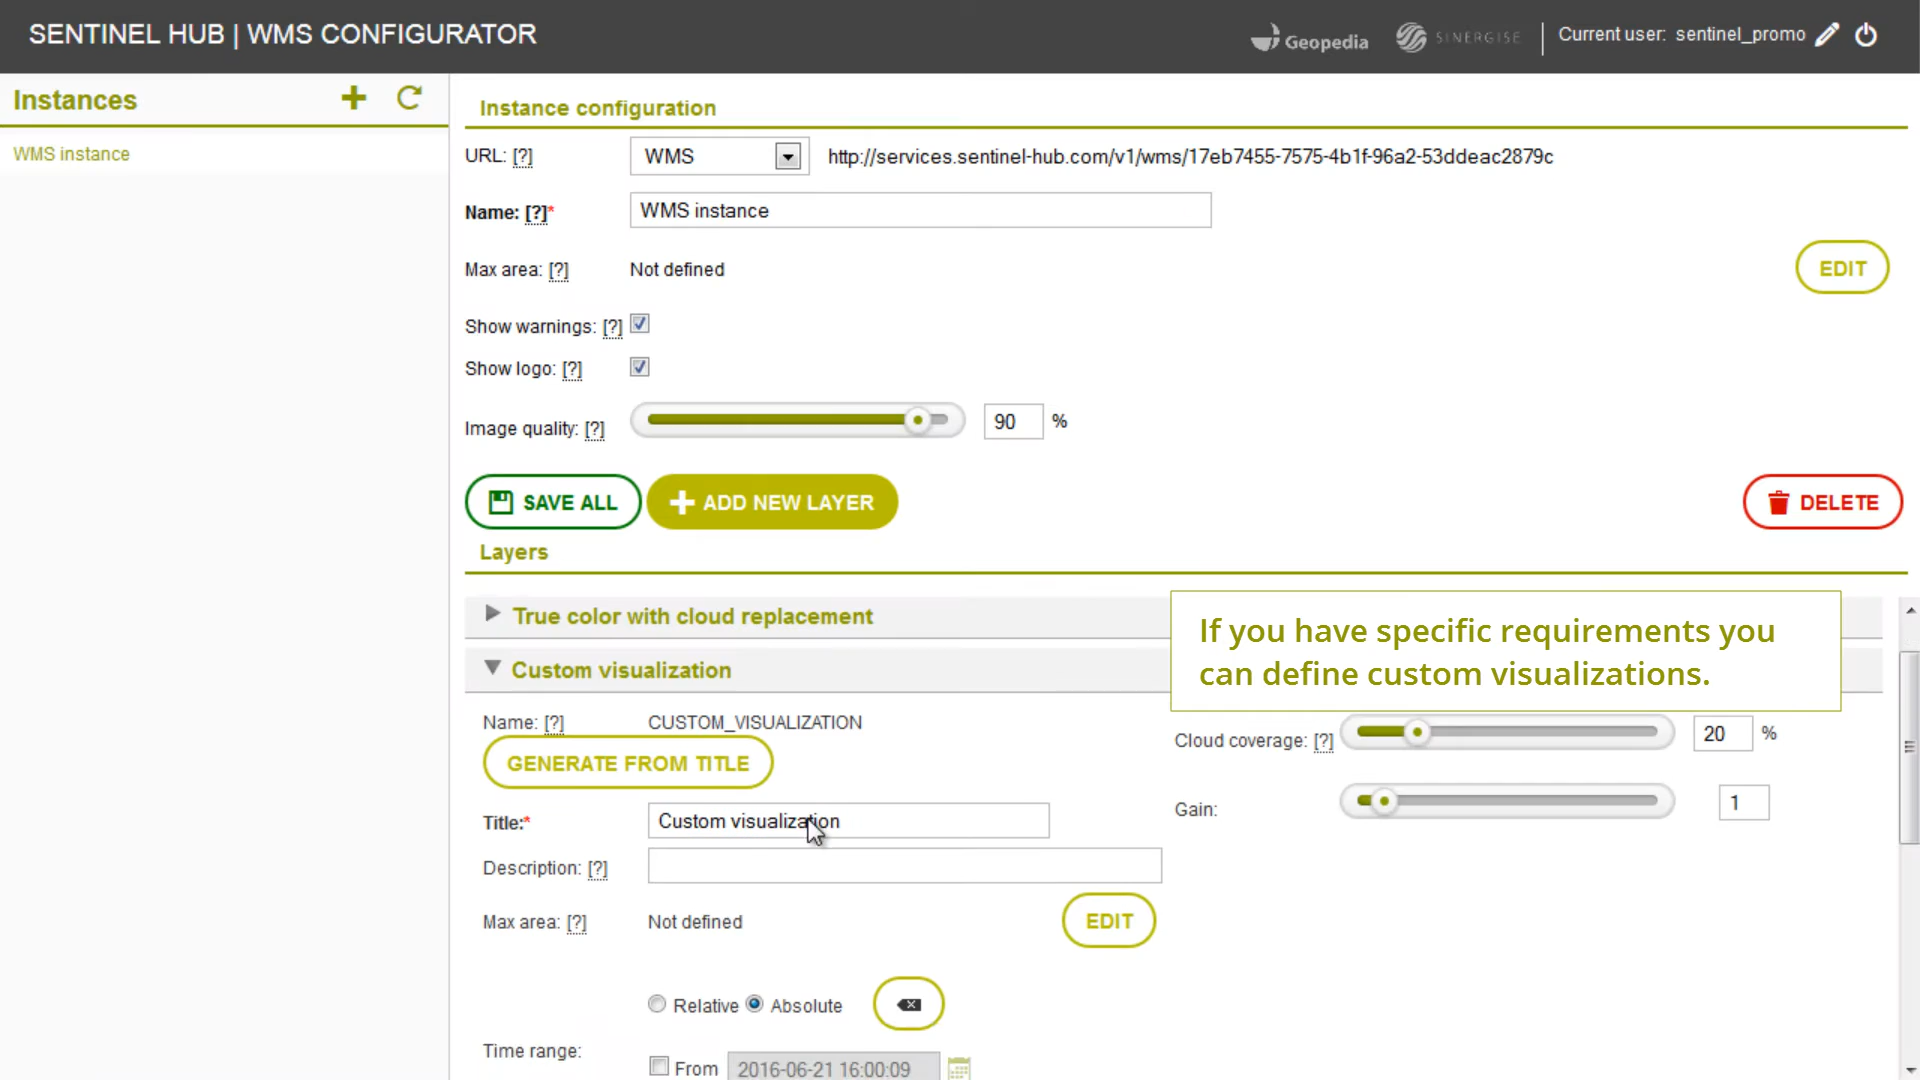 SENTINEL HUB | WMS CONFIGURATOR
Geopedia
SINERGISE
Current user: sentinel_promo
Instances
WMS instance
Instance configuration
URL: [?]
WMS
http://services.sentinel-hub.com/v1/wms/17eb7455-7575-4b1f-96a2-53ddeac2879c
Name: [?]*
WMS instance
Max area: [?]
Not defined
EDIT
Show warnings: [?]
Show logo: [?]
Image quality: [?]
90 %
SAVE ALL
ADD NEW LAYER
DELETE
Layers
True color with cloud replacement
If you have specific requirements you
can define custom visualizations.
Custom visualization
Name: [?]
CUSTOM_VISUALIZATION
GENERATE FROM TITLE
Cloud coverage: [?]
20 %
Gain:
1
Title:*
Custom visualization
Description: [?]
Max area: [?]
Not defined
EDIT
Relative
Absolute
Time range:
From
2016-06-21 16:00:09